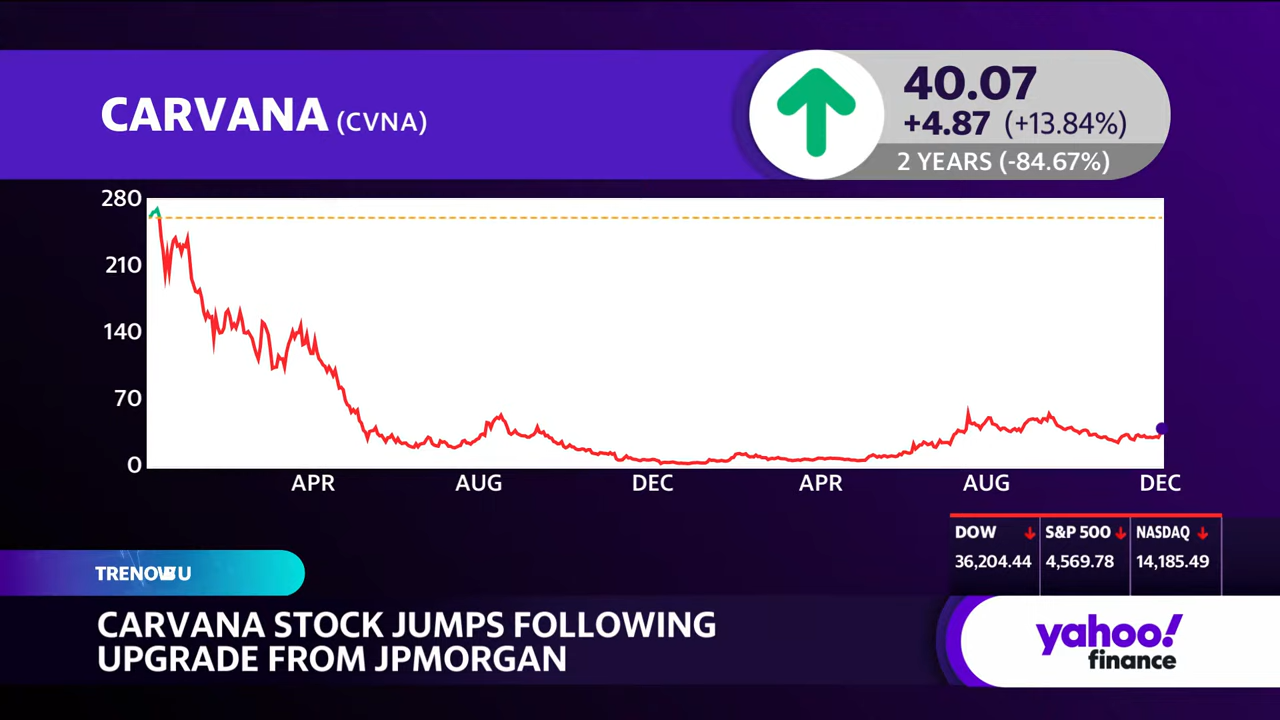 CARVANA (CVNA)
40.07
+4.87 (+13.84%)
2 YEARS (-84.67%)
280
210
140
70
0
APR
AUG
DEC
APR
AUG
DEC
DOW
S&P 500
NASDAQ
36,204.44
4,569.78
14,185.49
CARVANA STOCK JUMPS FOLLOWING
UPGRADE FROM JPMORGAN
yahoo!
finance